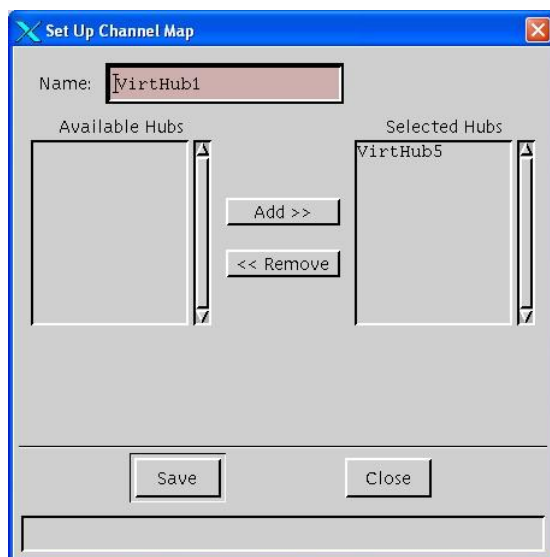 Set Up Channel Map
Name: VirtHub1
Available Hubs
Selected Hubs
VirtHub5
Add >>
<< Remove
Save
Close